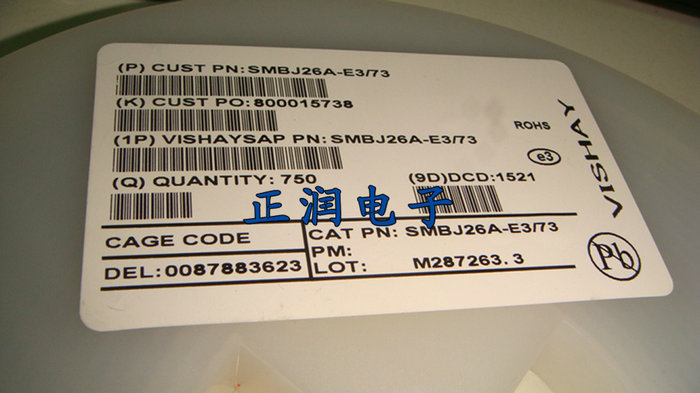 (P) CUST PN:SMBJ26A-E3/73
(K) CUST PO:800015738
(1P) VISHAYSAP PN:SMBJ26A-E3/73
(Q) QUANTITY: 750
(9D)DCD:1521
ROHS
e3
VISHAY
Pb
正润电子
CAGE CODE
DEL:0087883623
CAT PN: SMBJ26A-E3/73
PM:
LOT: M287263.3